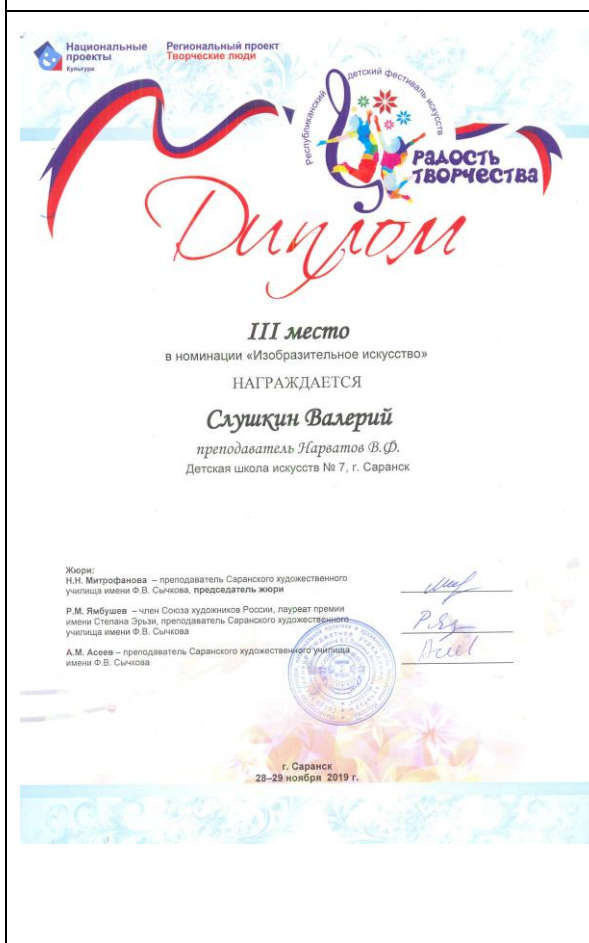 Национальные
проекты
Культура
Региональный проект
Творческие люди
Республиканский детский фестиваль искусств
РАДОСТЬ
ТВОРЧЕСТВА
Диплом
III место
в номинации «Изобразительное искусство»
НАГРАЖДАЕТСЯ
Слушкин Валерий
преподаватель Нарватов В.Ф.
Детская школа искусств № 7, г. Саранск
Жюри:
Н.Н. Митрофанова – преподаватель Саранского художественного
училища имени Ф.В. Сычкова, председатель жюри
Р.М. Ямбушев – член Союза художников России, лауреат премии
имени Степана Эрьзи, преподаватель Саранского художественного
училища имени Ф.В. Сычкова
А.М. Асеев – преподаватель Саранского художественного училища
имени Ф.В. Сычкова
г. Саранск
28–29 ноября 2019 г.